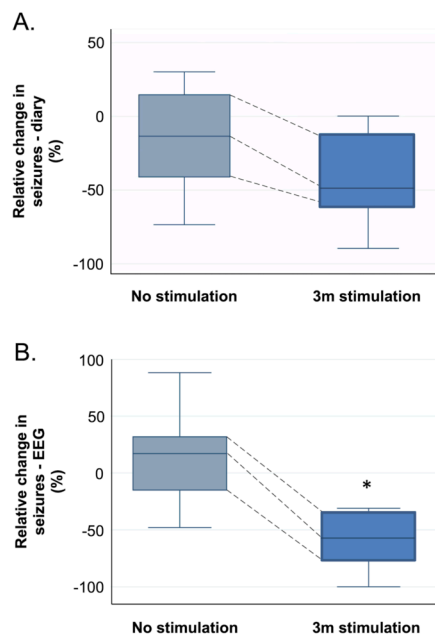 A.
Relative change in
seizures - diary
(%)
50
0
-50
-100
No stimulation
3m stimulation
B.
Relative change in
seizures - EEG
(%)
100
50
0
-50
-100
*
No stimulation
3m stimulation